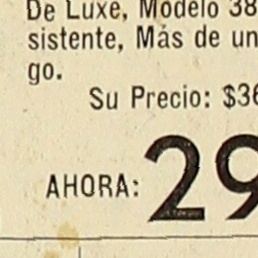 De Luxe, Modelo 38
sistente, Más de un
go.
Su Precio: $36
AHORA: 29